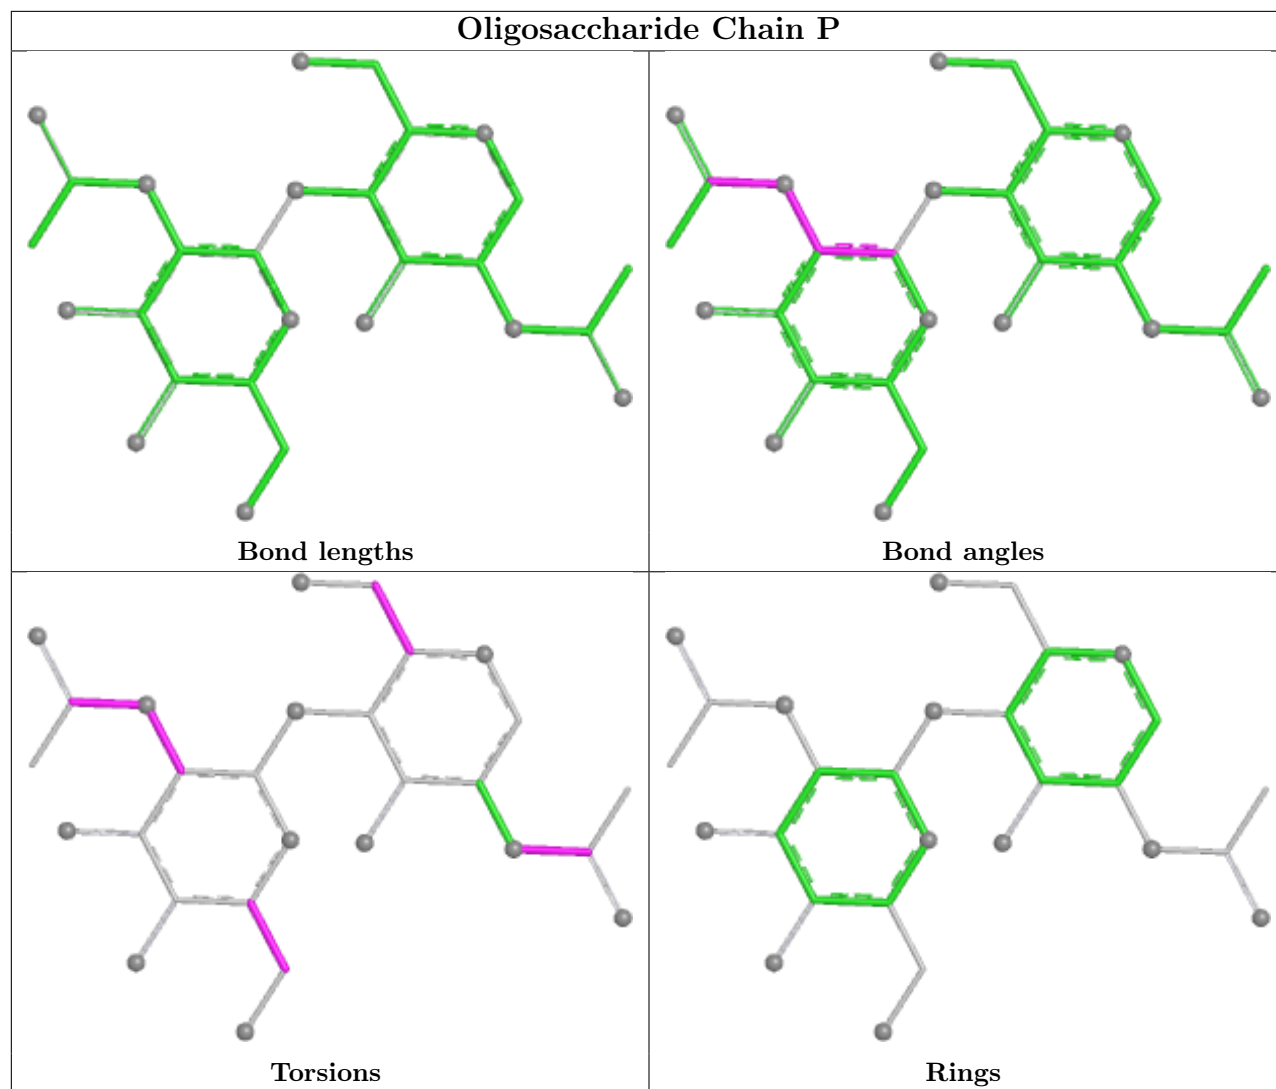 Oligosaccharide Chain P
Bond lengths
Bond angles
Torsions
Rings